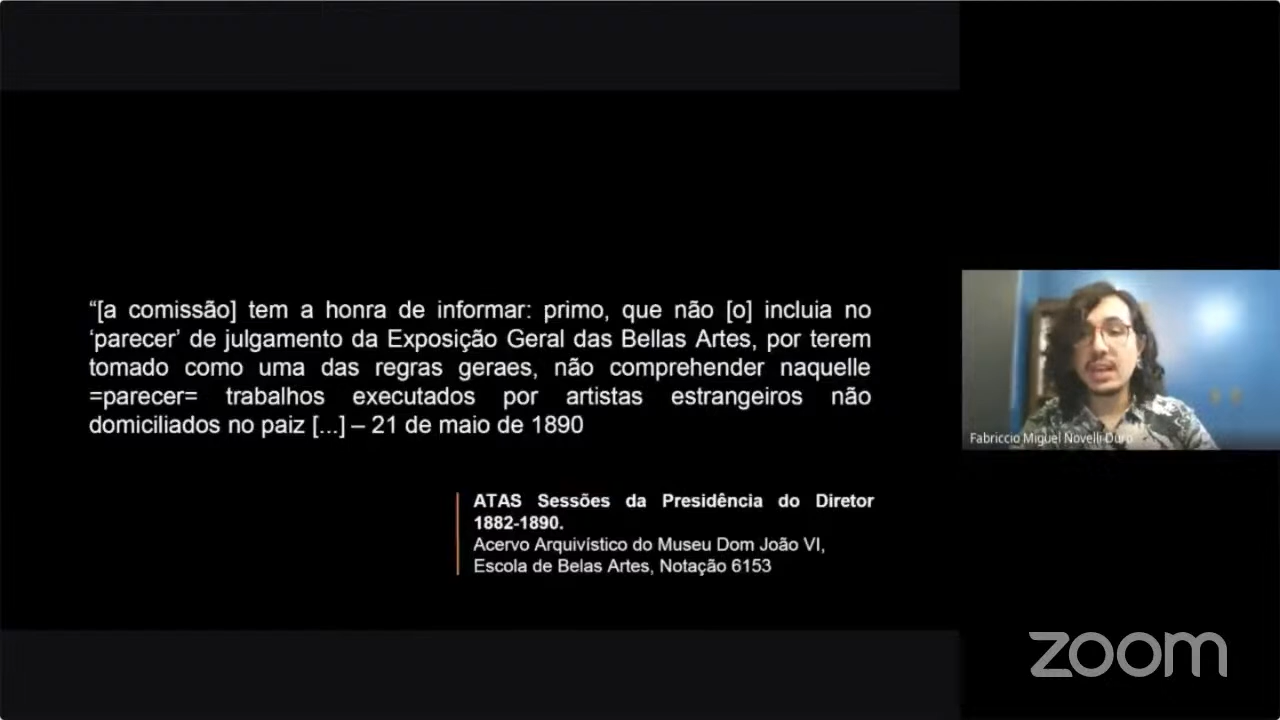 “[a comissão] tem a honra de informar: primo, que não [o] incluia no
‘parecer’ de julgamento da Exposição Geral das Bellas Artes, por terem
tomado como uma das regras geraes, não comprehender naquelle
=parecer= trabalhos executados por artistas estrangeiros não
domiciliados no paiz [...] – 21 de maio de 1890
ATAS Sessões da Presidência do Diretor
1882-1890.
Acervo Arquivístico do Museu Dom João VI,
Escola de Belas Artes, Notação 6153
Fabriccio Miguel Novelli Duro
zoom